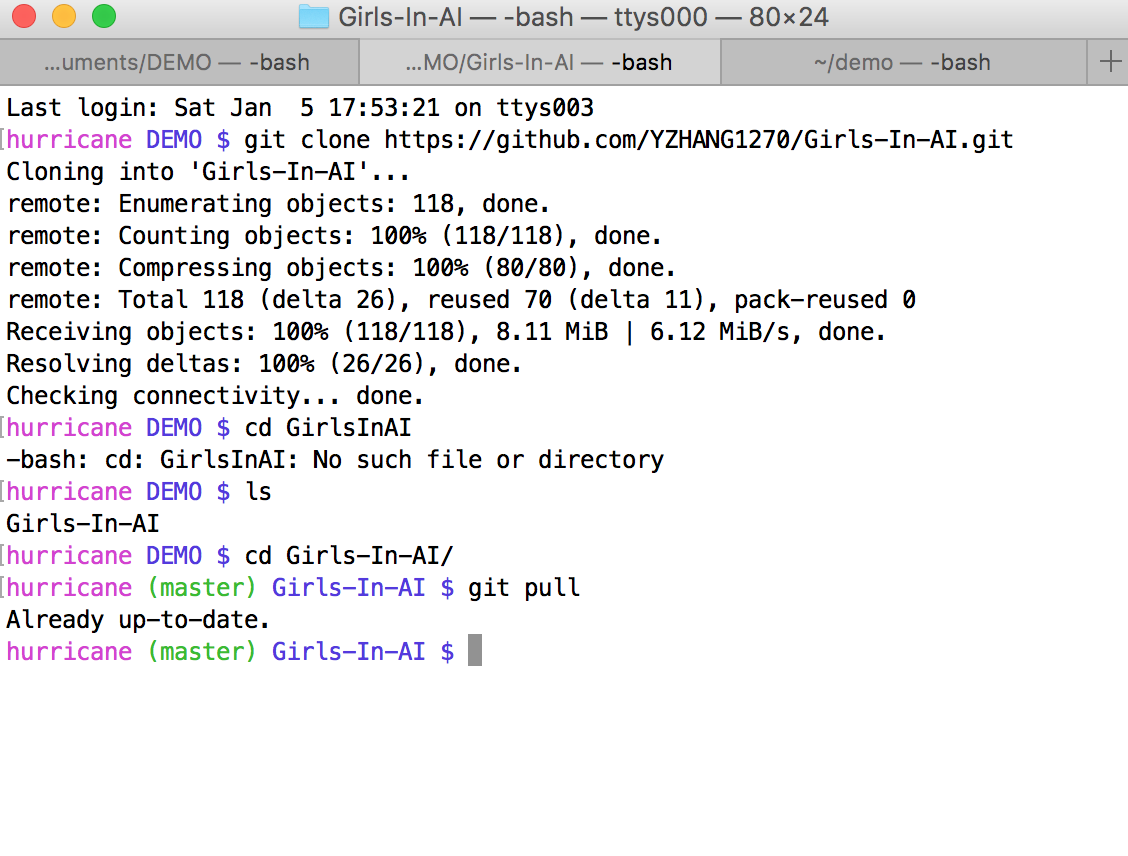 Girls-In-AI — -bash — ttys000 — 80×24
...uments/DEMO — -bash ...MO/Girls-In-AI — -bash ~/demo — -bash +
Last login: Sat Jan  5 17:53:21 on ttys003
[hurricane DEMO $ git clone https://github.com/YZHANG1270/Girls-In-AI.git
Cloning into 'Girls-In-AI'...
remote: Enumerating objects: 118, done.
remote: Counting objects: 100% (118/118), done.
remote: Compressing objects: 100% (80/80), done.
remote: Total 118 (delta 26), reused 70 (delta 11), pack-reused 0
Receiving objects: 100% (118/118), 8.11 MiB | 6.12 MiB/s, done.
Resolving deltas: 100% (26/26), done.
Checking connectivity... done.
[hurricane DEMO $ cd GirlsInAI
-bash: cd: GirlsInAI: No such file or directory
[hurricane DEMO $ ls
Girls-In-AI
[hurricane DEMO $ cd Girls-In-AI/
[hurricane (master) Girls-In-AI $ git pull
Already up-to-date.
hurricane (master) Girls-In-AI $